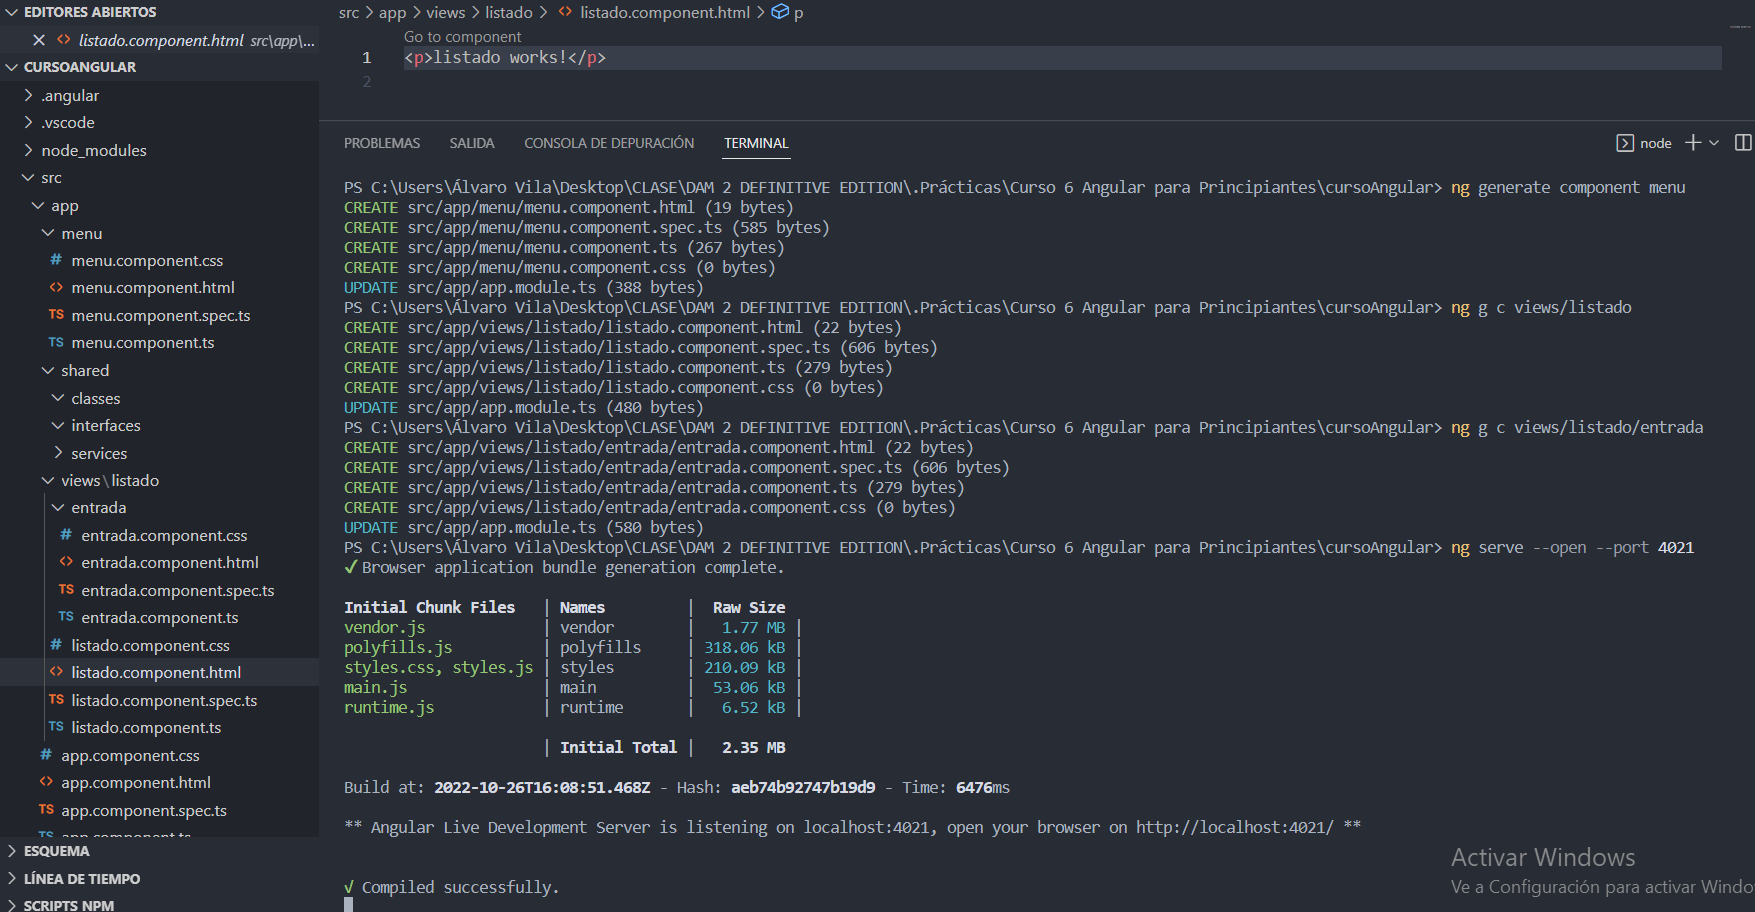 EDITORES ABIERTOS
listado.component.html src\app\...
CURSOANGULAR
.angular
.vscode
node_modules
src
app
menu
menu.component.css
menu.component.html
menu.component.spec.ts
menu.component.ts
shared
classes
interfaces
services
views\listado
entrada
entrada.component.css
entrada.component.html
entrada.component.spec.ts
entrada.component.ts
listado.component.css
listado.component.html
listado.component.spec.ts
listado.component.ts
app.component.css
app.component.html
app.component.spec.ts
app.component.ts
ESQUEMA
LÍNEA DE TIEMPO
SCRIPTS NPM
src > app > views > listado > listado.component.html > p
Go to component
1 <p>listado works!</p>
2
PROBLEMAS SALIDA CONSOLA DE DEPURACIÓN TERMINAL node
PS C:\Users\Álvaro Vila\Desktop\CLASE\DAM 2 DEFINITIVE EDITION\.Prácticas\Curso 6 Angular para Principiantes\cursoAngular> ng generate component menu
CREATE src/app/menu/menu.component.html (19 bytes)
CREATE src/app/menu/menu.component.spec.ts (585 bytes)
CREATE src/app/menu/menu.component.ts (267 bytes)
CREATE src/app/menu/menu.component.css (0 bytes)
UPDATE src/app/app.module.ts (388 bytes)
PS C:\Users\Álvaro Vila\Desktop\CLASE\DAM 2 DEFINITIVE EDITION\.Prácticas\Curso 6 Angular para Principiantes\cursoAngular> ng g c views/listado
CREATE src/app/views/listado/listado.component.html (22 bytes)
CREATE src/app/views/listado/listado.component.spec.ts (606 bytes)
CREATE src/app/views/listado/listado.component.ts (279 bytes)
CREATE src/app/views/listado/listado.component.css (0 bytes)
UPDATE src/app/app.module.ts (480 bytes)
PS C:\Users\Álvaro Vila\Desktop\CLASE\DAM 2 DEFINITIVE EDITION\.Prácticas\Curso 6 Angular para Principiantes\cursoAngular> ng g c views/listado/entrada
CREATE src/app/views/listado/entrada/entrada.component.html (22 bytes)
CREATE src/app/views/listado/entrada/entrada.component.spec.ts (606 bytes)
CREATE src/app/views/listado/entrada/entrada.component.ts (279 bytes)
CREATE src/app/views/listado/entrada/entrada.component.css (0 bytes)
UPDATE src/app/app.module.ts (580 bytes)
PS C:\Users\Álvaro Vila\Desktop\CLASE\DAM 2 DEFINITIVE EDITION\.Prácticas\Curso 6 Angular para Principiantes\cursoAngular> ng serve --open --port 4021
✓ Browser application bundle generation complete.
Initial Chunk Files | Names | Raw Size
vendor.js | vendor | 1.77 MB |
polyfills.js | polyfills | 318.06 kB |
styles.css, styles.js | styles | 210.09 kB |
main.js | main | 53.06 kB |
runtime.js | runtime | 6.52 kB |
| Initial Total | 2.35 MB
Build at: 2022-10-26T16:08:51.468Z - Hash: aeb74b92747b19d9 - Time: 6476ms
** Angular Live Development Server is listening on localhost:4021, open your browser on http://localhost:4021/ **
√ Compiled successfully.
Activar Windows
Ve a Configuración para activar Windo